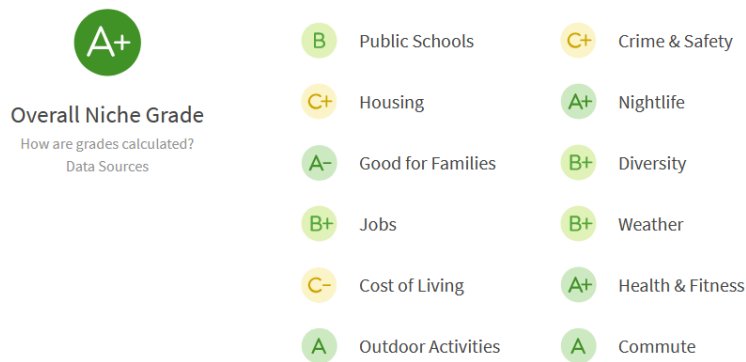 A+
Overall Niche Grade
How are grades calculated?
Data Sources
B Public Schools
C+ Housing
A- Good for Families
B+ Jobs
C- Cost of Living
A Outdoor Activities
C+ Crime & Safety
A+ Nightlife
B+ Diversity
B+ Weather
A+ Health & Fitness
A Commute